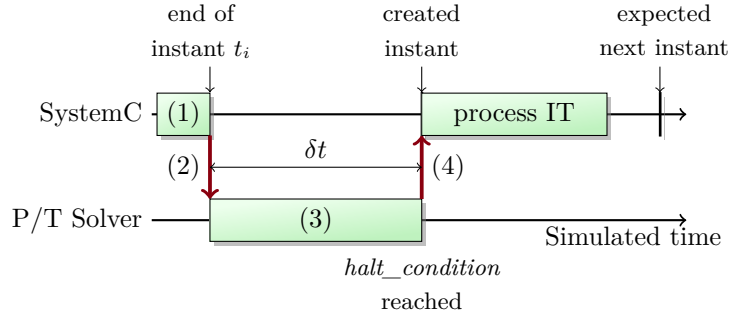 end of
instant t_i
created
instant
expected
next instant
SystemC
(1)
process IT
(2)
δt
(4)
P/T Solver
(3)
Simulated time
halt_condition
reached